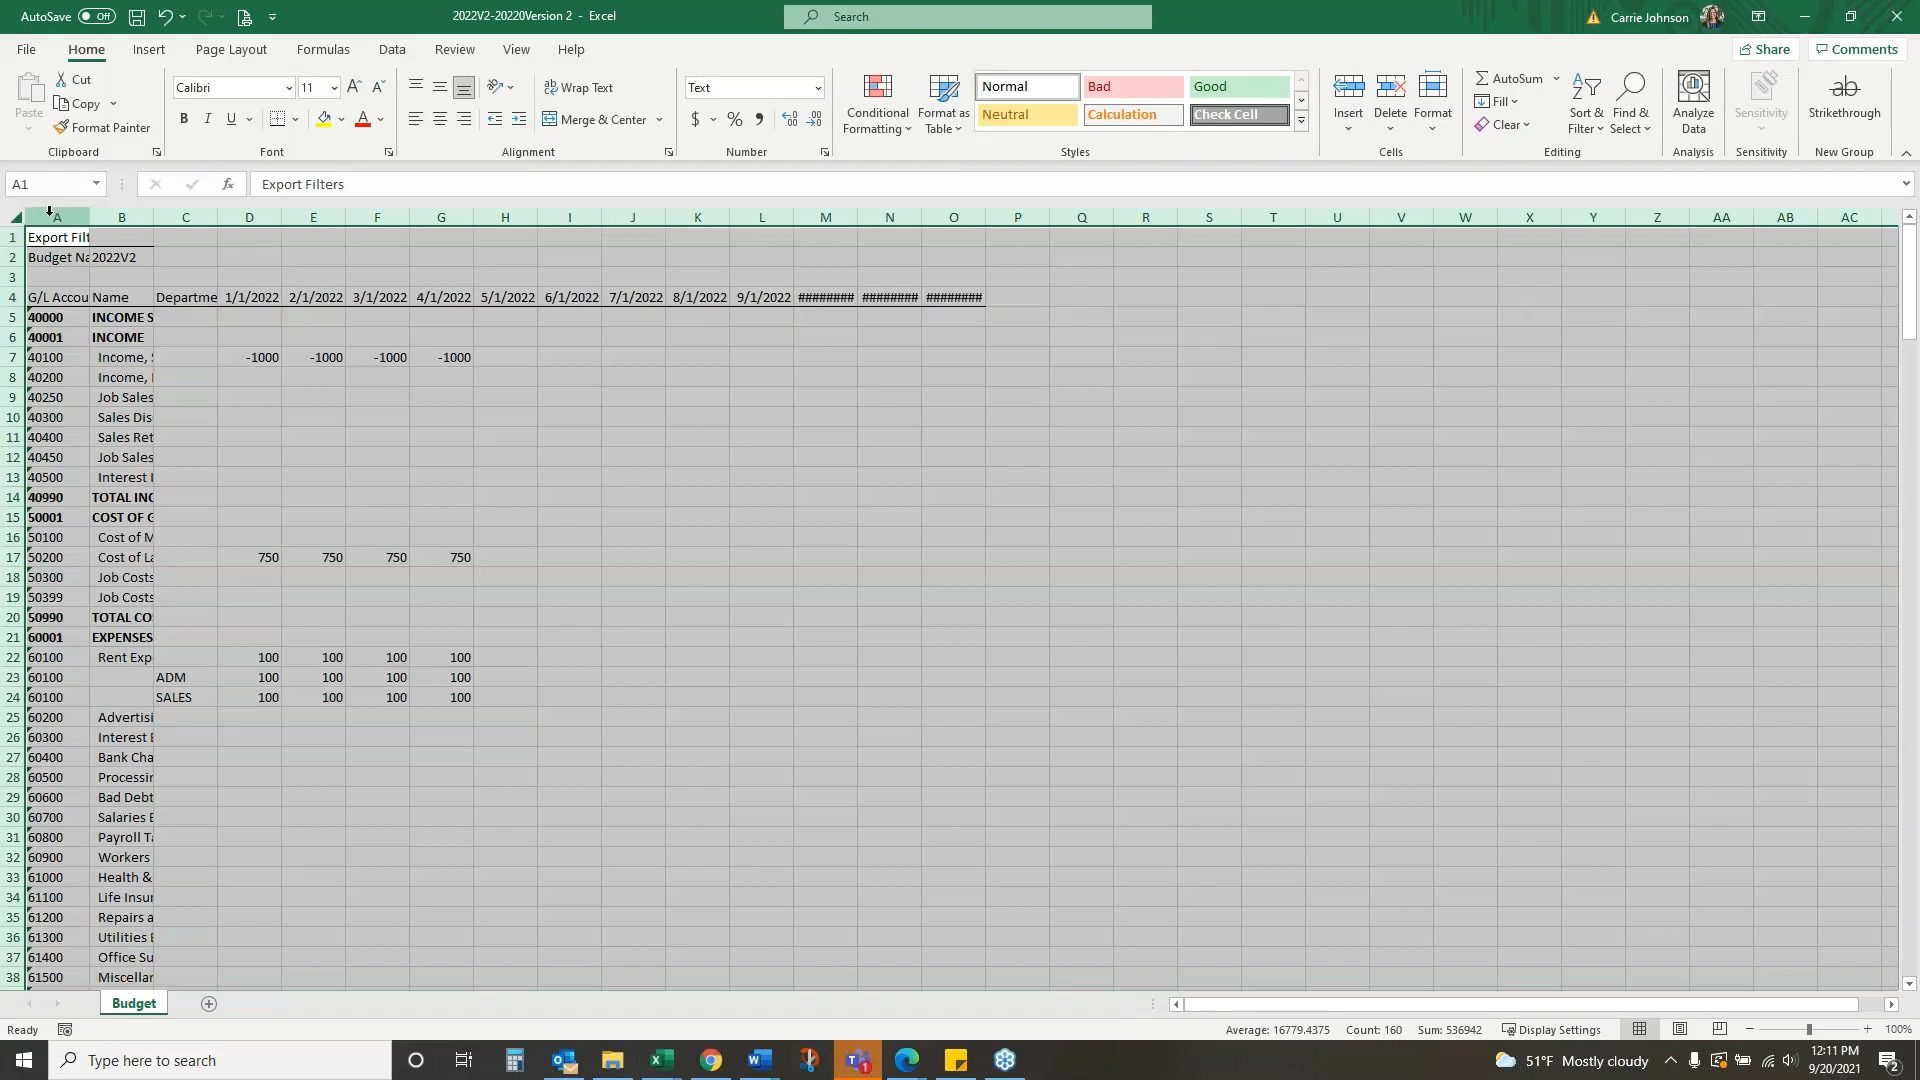 AutoSave Off 2022V2-20220Version 2 - Excel Search Carrie Johnson
File Home Insert Page Layout Formulas Data Review View Help Share Comments
Paste Cut Copy Format Painter Clipboard
Calibri 11 B I U Font
Wrap Text Merge & Center Alignment
Text $ % Number
Conditional Formatting Format as Table
Normal Bad Good
Neutral Calculation Check Cell
Styles
Insert Delete Format Cells
AutoSum Fill Clear Sort & Filter Find & Select Editing
Analyze Data Analysis
Sensitivity Sensitivity
Strikethrough New Group
A1 fx Export Filters
A B C D E F G H I J K L M N O P Q R S T U V W X Y Z AA AB AC
1 Export Filt
2 Budget Na 2022V2
3
4 G/L Accou Name Departme 1/1/2022 2/1/2022 3/1/2022 4/1/2022 5/1/2022 6/1/2022 7/1/2022 8/1/2022 9/1/2022 ######## ######## ########
5 40000 INCOME S
6 40001 INCOME
7 40100 Income, S -1000 -1000 -1000 -1000
8 40200 Income, I
9 40250 Job Sales
10 40300 Sales Dis
11 40400 Sales Ret
12 40450 Job Sales
13 40500 Interest I
14 40990 TOTAL INC
15 50001 COST OF G
16 50100 Cost of M
17 50200 Cost of La 750 750 750 750
18 50300 Job Costs
19 50399 Job Costs
20 50990 TOTAL CO
21 60001 EXPENSES
22 60100 Rent Exp 100 100 100 100
23 60100 ADM 100 100 100 100
24 60100 SALES 100 100 100 100
25 60200 Advertisi
26 60300 Interest E
27 60400 Bank Cha
28 60500 Processin
29 60600 Bad Debt
30 60700 Salaries E
31 60800 Payroll Ta
32 60900 Workers
33 61000 Health &
34 61100 Life Insur
35 61200 Repairs a
36 61300 Utilities E
37 61400 Office Su
38 61500 Miscellar
Budget
Ready Average: 16779.4375 Count: 160 Sum: 536942 Display Settings 100%
Type here to search 51°F Mostly cloudy 12:11 PM
9/20/2021 2